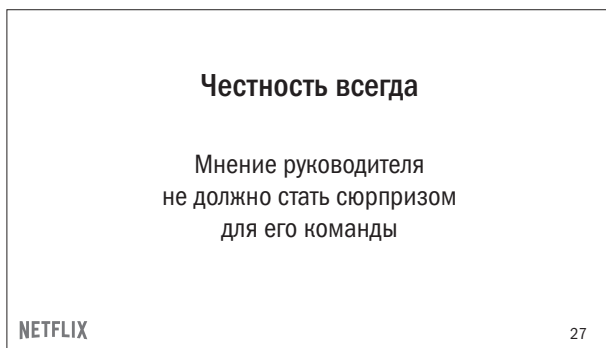 Честность всегда
Мнение руководителя
не должно стать сюрпризом
для его команды
NETFLIX
27